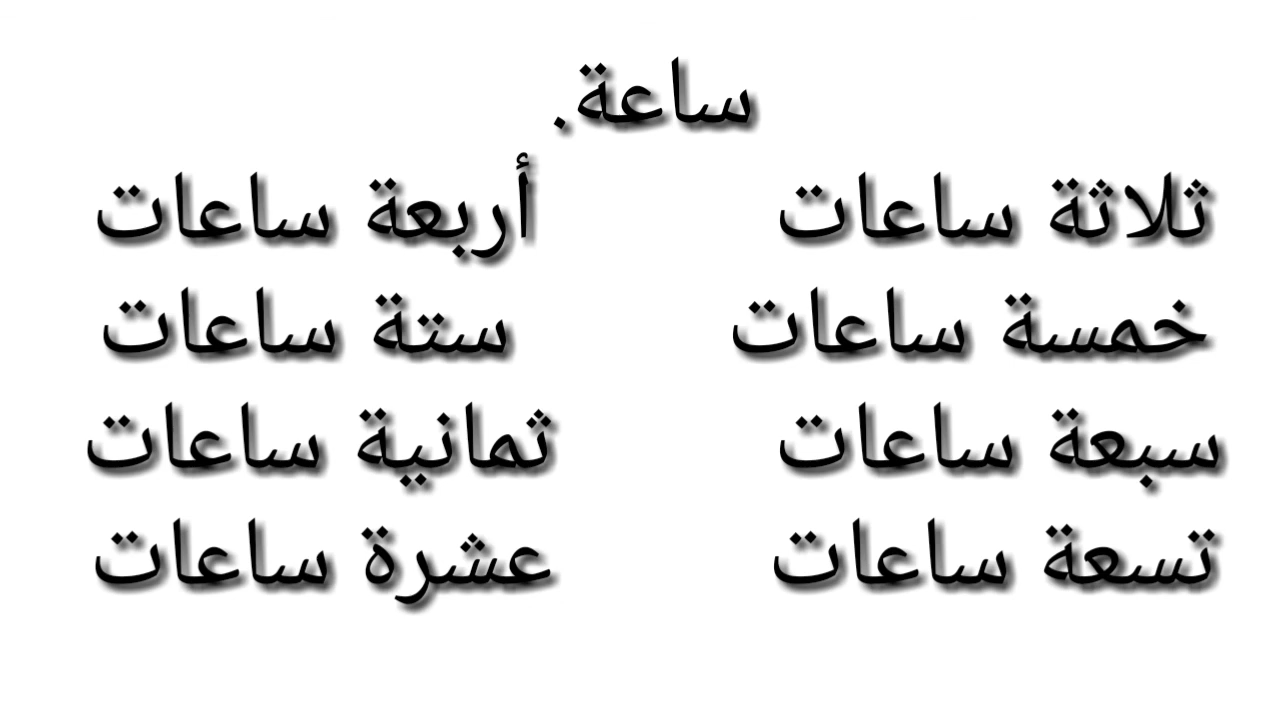 ساعة.
ثلاثة ساعات أربعة ساعات
خمسة ساعات ستة ساعات
سبعة ساعات ثمانية ساعات
تسعة ساعات عشرة ساعات